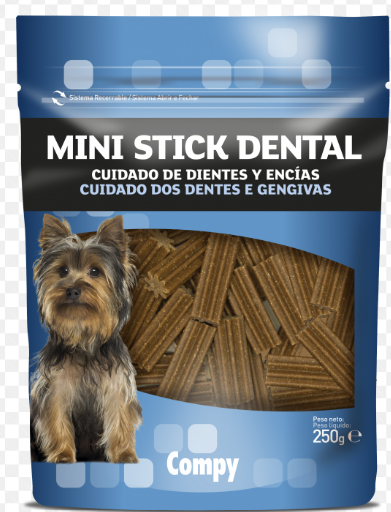 Sistema Recerrable / Sistema Abrir e Fechar
MINI STICK DENTAL
CUIDADO DE DIENTES Y ENCÍAS
CUIDADO DOS DENTES E GENGIVAS
Peso neto:
Peso líquido:
250g ℮
Compy